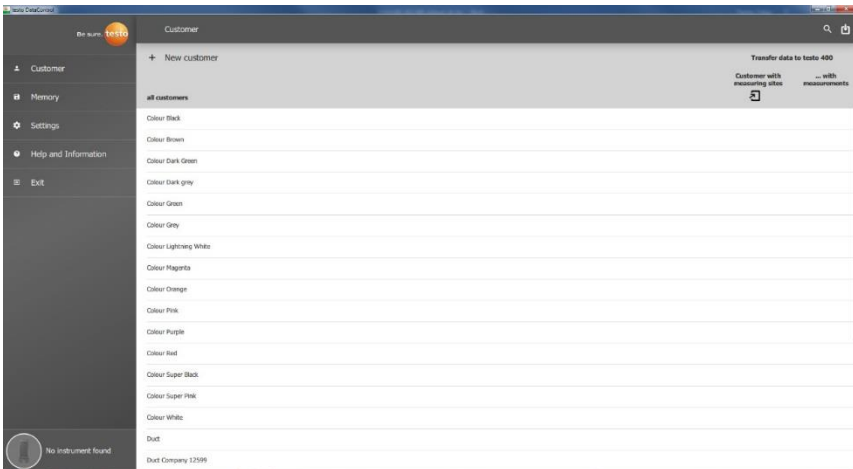 testo DataControl
Be sure. testo
Customer
Customer
Memory
Settings
Help and Information
Exit
No instrument found
+ New customer
Transfer data to testo 400
Customer with
measuring sites
... with
measurements
all customers
Colour Black
Colour Brown
Colour Dark Green
Colour Dark grey
Colour Green
Colour Grey
Colour Lightning White
Colour Magenta
Colour Orange
Colour Pink
Colour Purple
Colour Red
Colour Super Black
Colour Super Pink
Colour White
Duct
Duct Company 12599